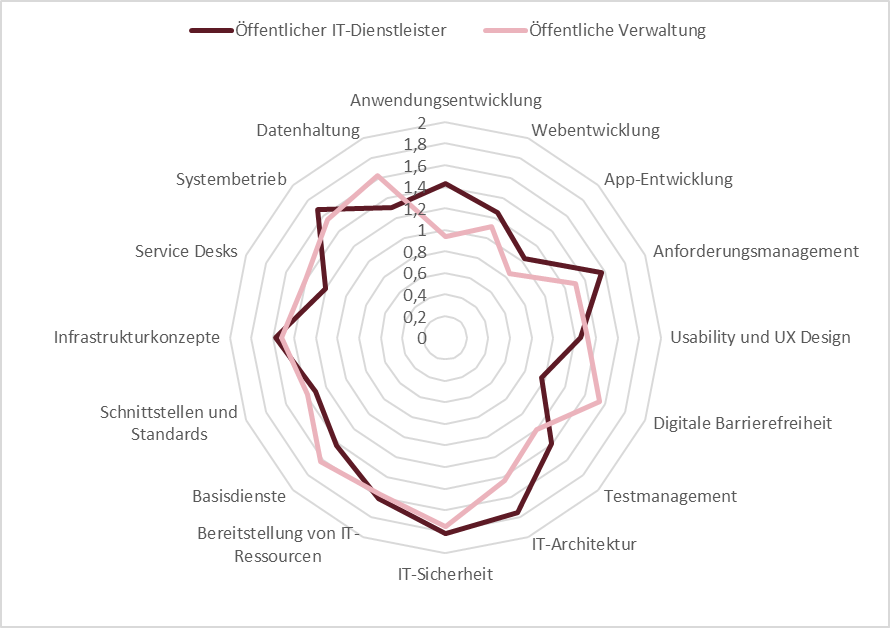 Öffentlicher IT-Dienstleister
Öffentliche Verwaltung
Anwendungsentwicklung
Webentwicklung
App-Entwicklung
Anforderungsmanagement
Usability und UX Design
Digitale Barrierefreiheit
Testmanagement
IT-Architektur
IT-Sicherheit
Bereitstellung von IT-
Ressourcen
Basisdienste
Schnittstellen und
Standards
Infrastrukturkonzepte
Service Desks
Systembetrieb
Datenhaltung
2
1,8
1,6
1,4
1,2
1
0,8
0,6
0,4
0,2
0